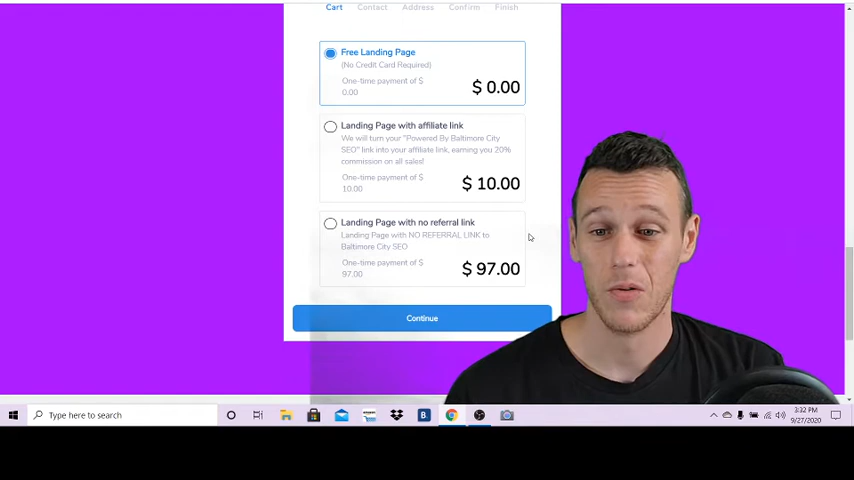 Cart Contact Address Confirm Finish
Free Landing Page
(No Credit Card Required)
One-time payment of $
0.00
$ 0.00
Landing Page with affiliate link
We will turn your "Powered By Baltimore City
SEO" link into your affiliate link, earning you 20%
commission on all sales!
One-time payment of $
10.00
$ 10.00
Landing Page with no referral link
Landing Page with NO REFERRAL LINK to
Baltimore City SEO
One-time payment of $
97.00
$ 97.00
Continue
Type here to search
amazon
B
3:32 PM
9/27/2020